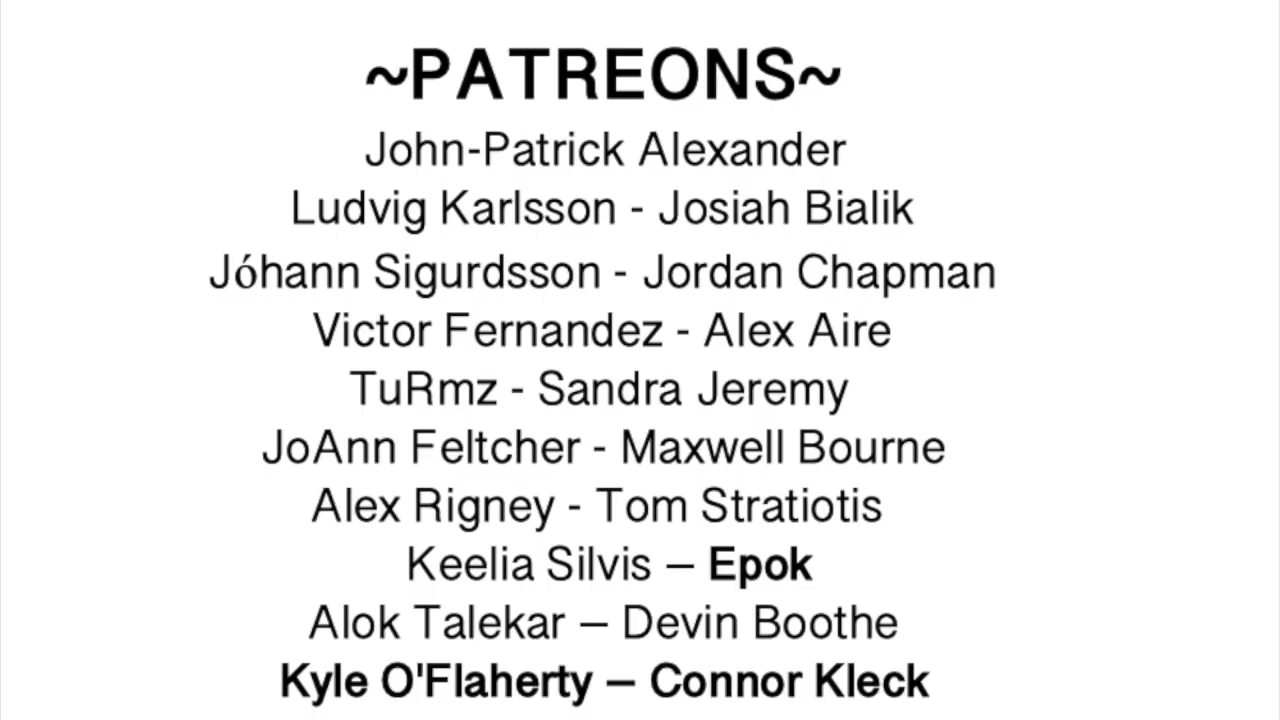 ~PATREONS~
John-Patrick Alexander
Ludvig Karlsson - Josiah Bialik
Jóhann Sigurdsson - Jordan Chapman
Victor Fernandez - Alex Aire
TuRmz - Sandra Jeremy
JoAnn Feltcher - Maxwell Bourne
Alex Rigney - Tom Stratiotis
Keelia Silvis – Epok
Alok Talekar – Devin Boothe
Kyle O'Flaherty – Connor Kleck